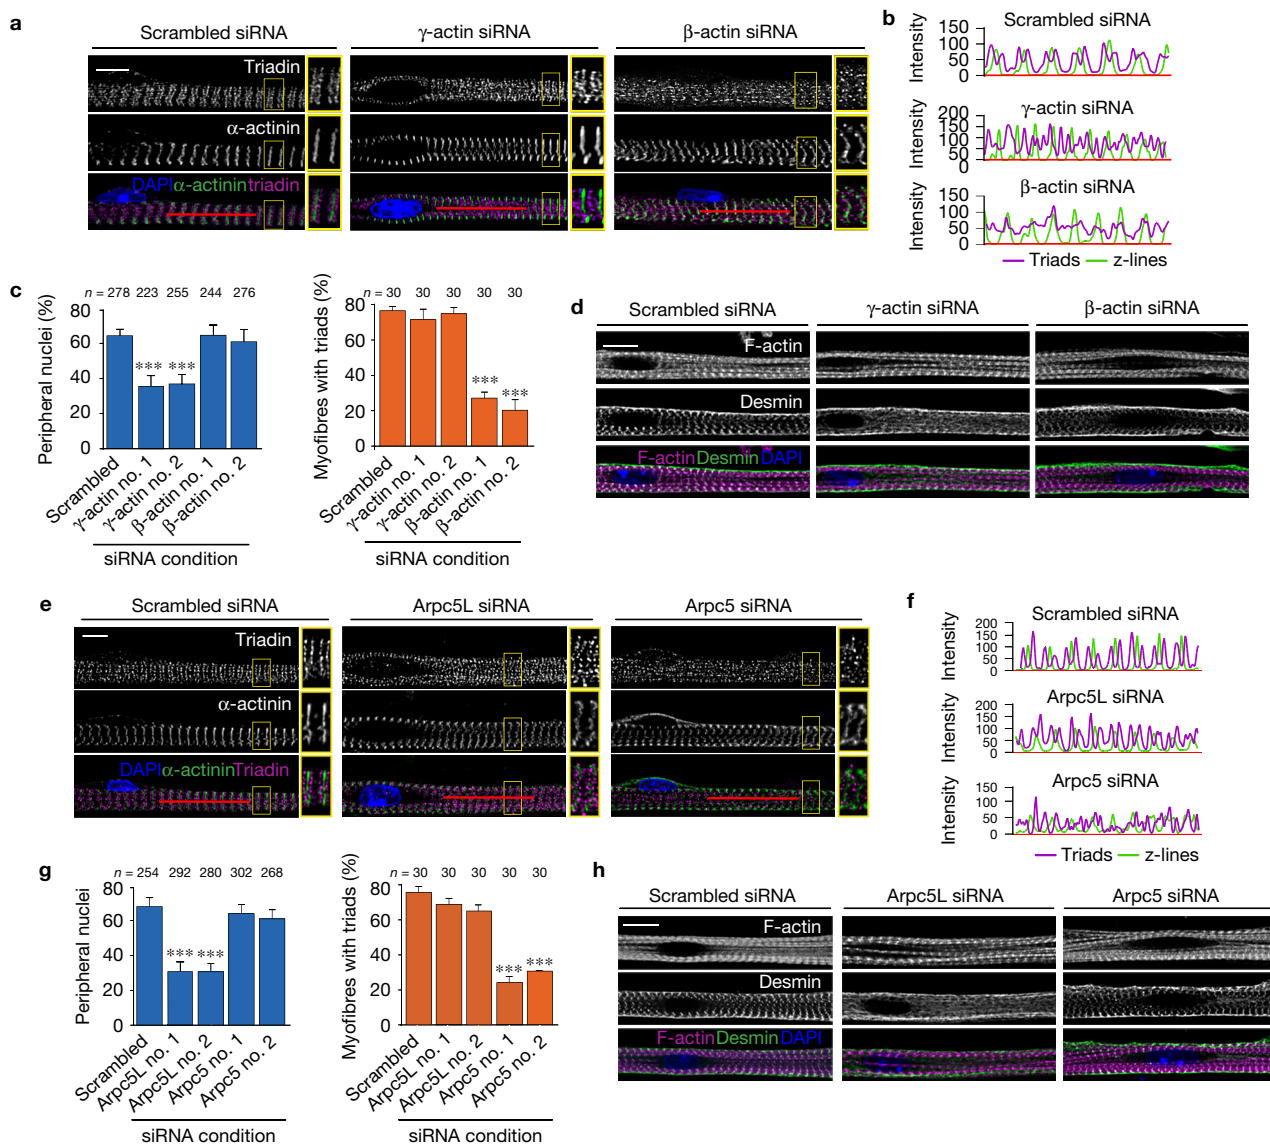 a
Scrambled siRNA
γ-actin siRNA
β-actin siRNA
Triadin
α-actinin
DAPIα-actinintriadin
b
Scrambled siRNA
Intensity
150
100
50
0
γ-actin siRNA
Intensity
200
150
100
50
0
β-actin siRNA
Intensity
200
150
100
50
0
Triads z-lines
c
n = 278 223 255 244 276
Peripheral nuclei (%)
80
60
40
20
0
*** ***
Scrambled
γ-actin no. 1
γ-actin no. 2
β-actin no. 1
β-actin no. 2
siRNA condition
n = 30 30 30 30 30
Myofibres with triads (%)
80
60
40
20
0
*** ***
Scrambled
γ-actin no. 1
γ-actin no. 2
β-actin no. 1
β-actin no. 2
siRNA condition
d
Scrambled siRNA
γ-actin siRNA
β-actin siRNA
F-actin
Desmin
F-actinDesminDAPI
e
Scrambled siRNA
Arpc5L siRNA
Arpc5 siRNA
Triadin
α-actinin
DAPIα-actininTriadin
f
Scrambled siRNA
Intensity
200
150
100
50
0
Arpc5L siRNA
Intensity
200
150
100
50
0
Arpc5 siRNA
Intensity
150
100
50
0
Triads z-lines
g
n = 254 292 280 302 268
Peripheral nuclei
80
60
40
20
0
*** ***
Scrambled
Arpc5L no. 1
Arpc5L no. 2
Arpc5 no. 1
Arpc5 no. 2
siRNA condition
n = 30 30 30 30 30
Myofibres with triads (%)
80
60
40
20
0
*** ***
Scrambled
Arpc5L no. 1
Arpc5L no. 2
Arpc5 no. 1
Arpc5 no. 2
siRNA condition
h
Scrambled siRNA
Arpc5L siRNA
Arpc5 siRNA
F-actin
Desmin
F-actinDesminDAPI